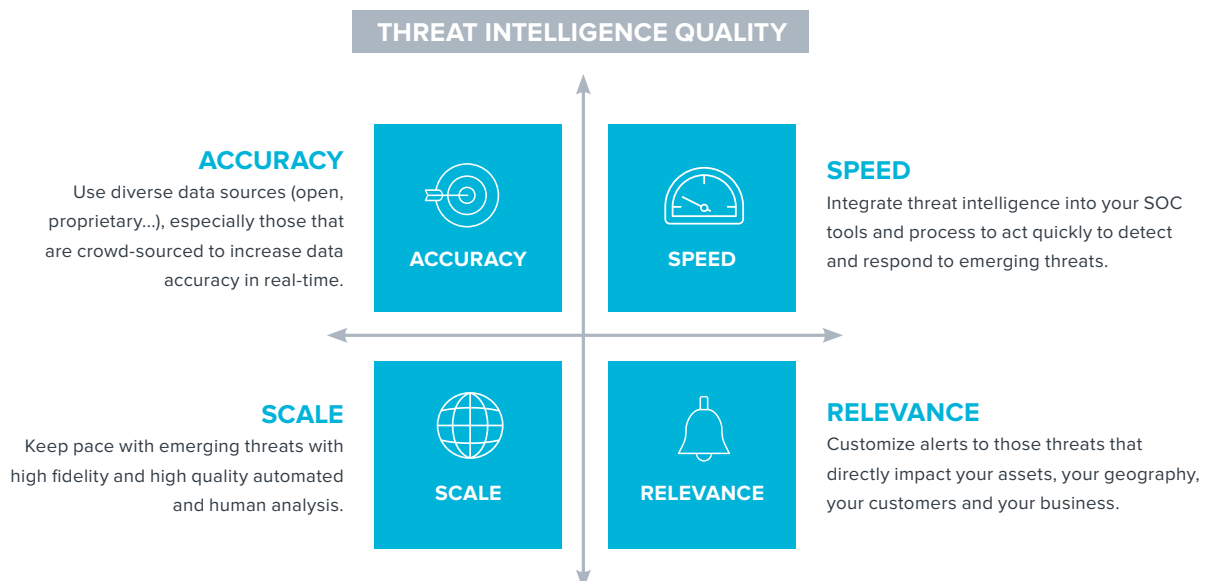 THREAT INTELLIGENCE QUALITY
ACCURACY
Use diverse data sources (open,
proprietary...), especially those that
are crowd-sourced to increase data
accuracy in real-time.
ACCURACY
SPEED
SPEED
Integrate threat intelligence into your SOC
tools and process to act quickly to detect
and respond to emerging threats.
SCALE
Keep pace with emerging threats with
high fidelity and high quality automated
and human analysis.
SCALE
RELEVANCE
RELEVANCE
Customize alerts to those threats that
directly impact your assets, your geography,
your customers and your business.